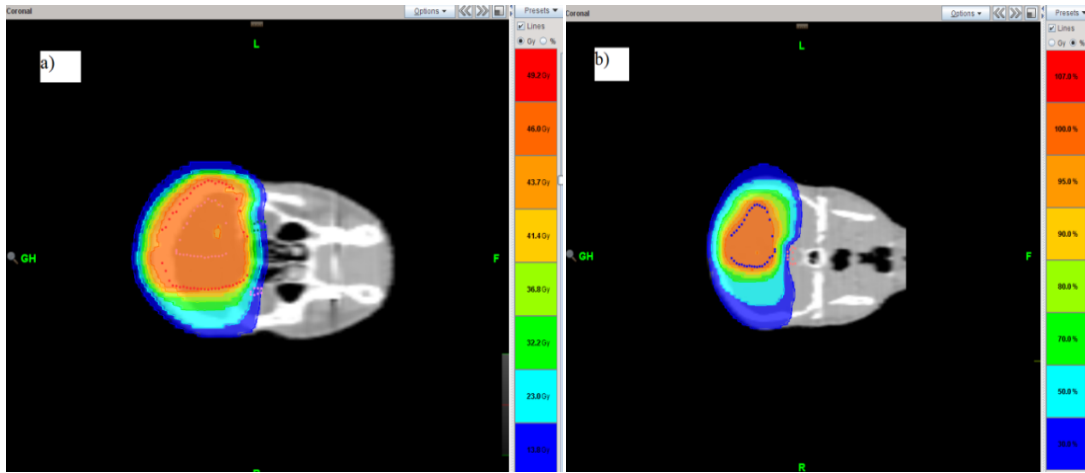 Coronal
Options
Presets
L
Lines
Gy %
a)
49.2 Gy
46.0 Gy
43.7 Gy
41.4 Gy
36.8 Gy
32.2 Gy
23.0 Gy
GH
F
Coronal
Options
Presets
L
Lines
Gy %
b)
107.0 %
100.0 %
95.0 %
90.0 %
80.0 %
70.0 %
50.0 %
GH
F
R